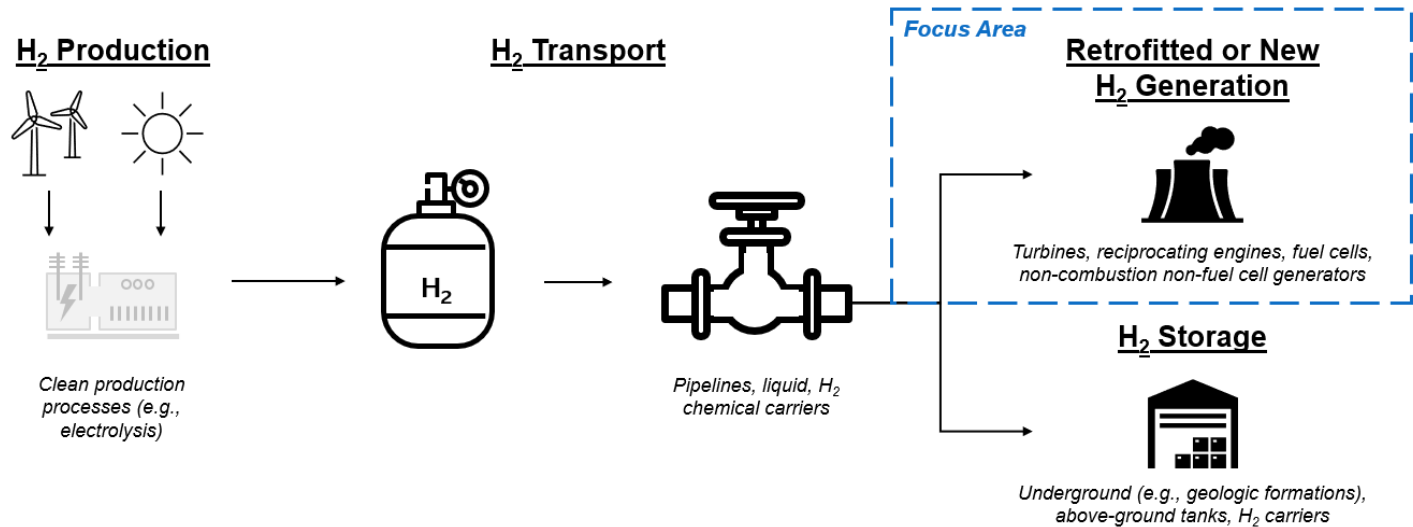 H₂ Production
Clean production
processes (e.g.,
electrolysis)
H₂ Transport
H₂
Pipelines, liquid, H₂
chemical carriers
Focus Area
Retrofitted or New
H₂ Generation
Turbines, reciprocating engines, fuel cells,
non-combustion non-fuel cell generators
H₂ Storage
Underground (e.g., geologic formations),
above-ground tanks, H₂ carriers